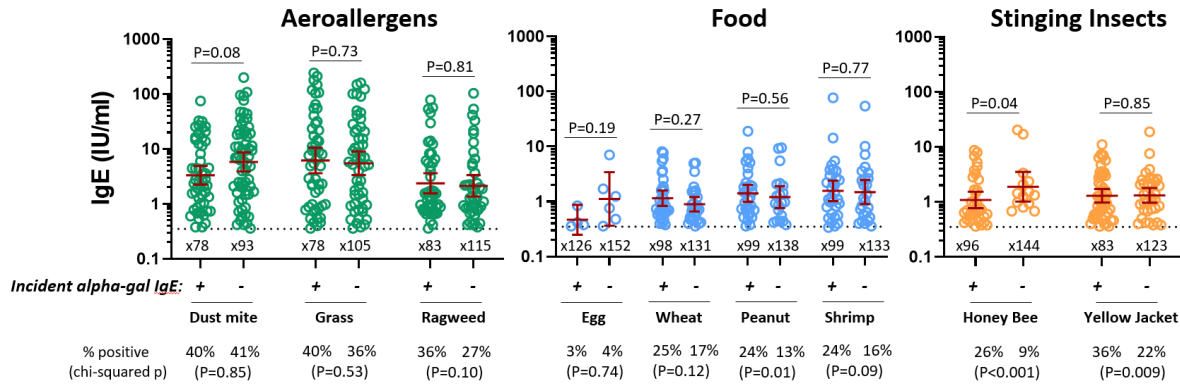 Aeroallergens Food Stinging Insects
1000 1000 1000
P=0.08 P=0.73 P=0.81
P=0.19 P=0.27 P=0.56 P=0.77
P=0.04 P=0.85
100 100 100
10 10 10
1 1 1
0.1 0.1 0.1
IgE (IU/ml)
x78 x93 x78 x105 x83 x115 x126 x152 x98 x131 x99 x138 x99 x133 x96 x144 x83 x123
Incident alpha-gal IgE: + - + - + - + - + - + - + - + - + -
Dust mite Grass Ragweed Egg Wheat Peanut Shrimp Honey Bee Yellow Jacket
% positive 40% 41% 40% 36% 36% 27% 3% 4% 25% 17% 24% 13% 24% 16% 26% 9% 36% 22%
(chi-squared p) (P=0.85) (P=0.53) (P=0.10) (P=0.74) (P=0.12) (P=0.01) (P=0.09) (P<0.001) (P=0.009)